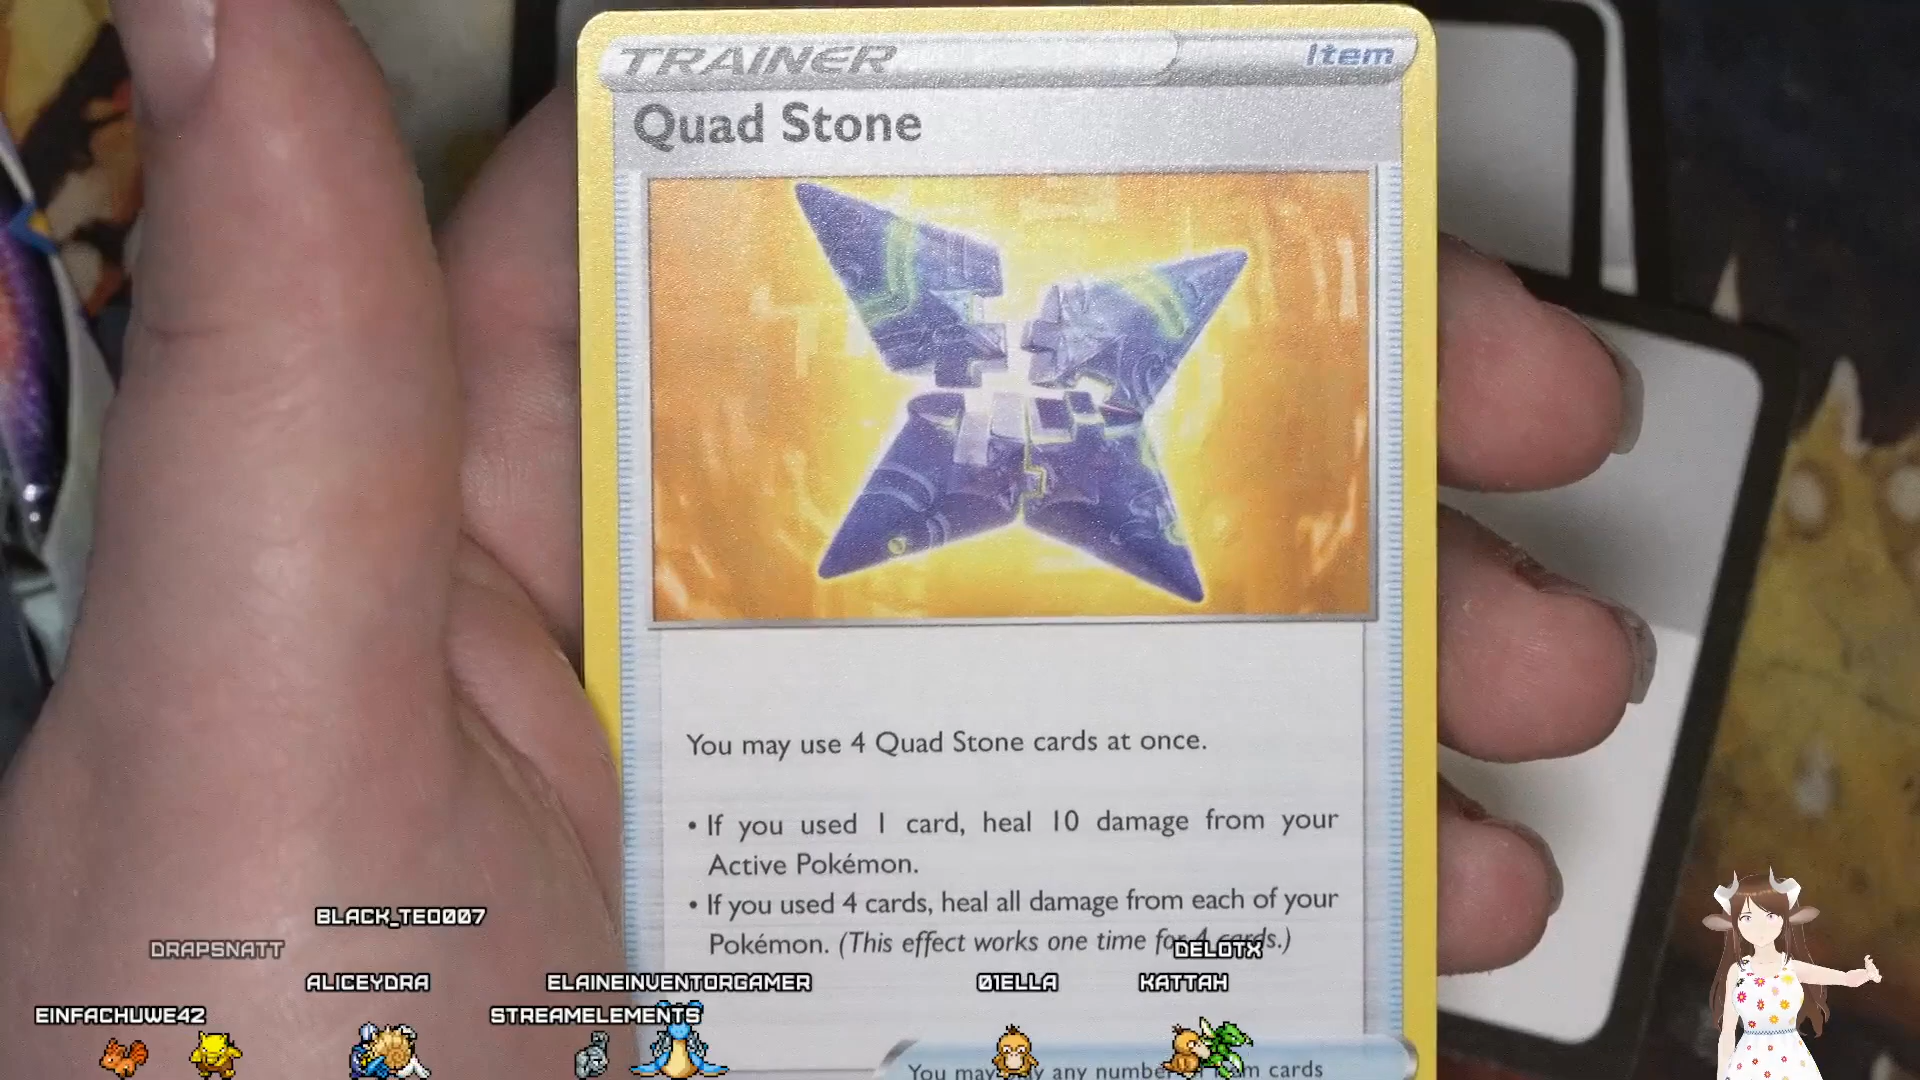 TRAINER
Item
Quad Stone
You may use 4 Quad Stone cards at once.
• If you used 1 card, heal 10 damage from your
Active Pokémon.
• If you used 4 cards, heal all damage from each of your
Pokémon. (This effect works one time for 4 cards.)
BLACK_TEO007
DRAPSNATT
DELOTX
ALICEYDRA
ELAINEINVENTORGAMER
01ELLA
KATTAH
EINFACHUWE42
STREAMELEMENTS
You may any number cards